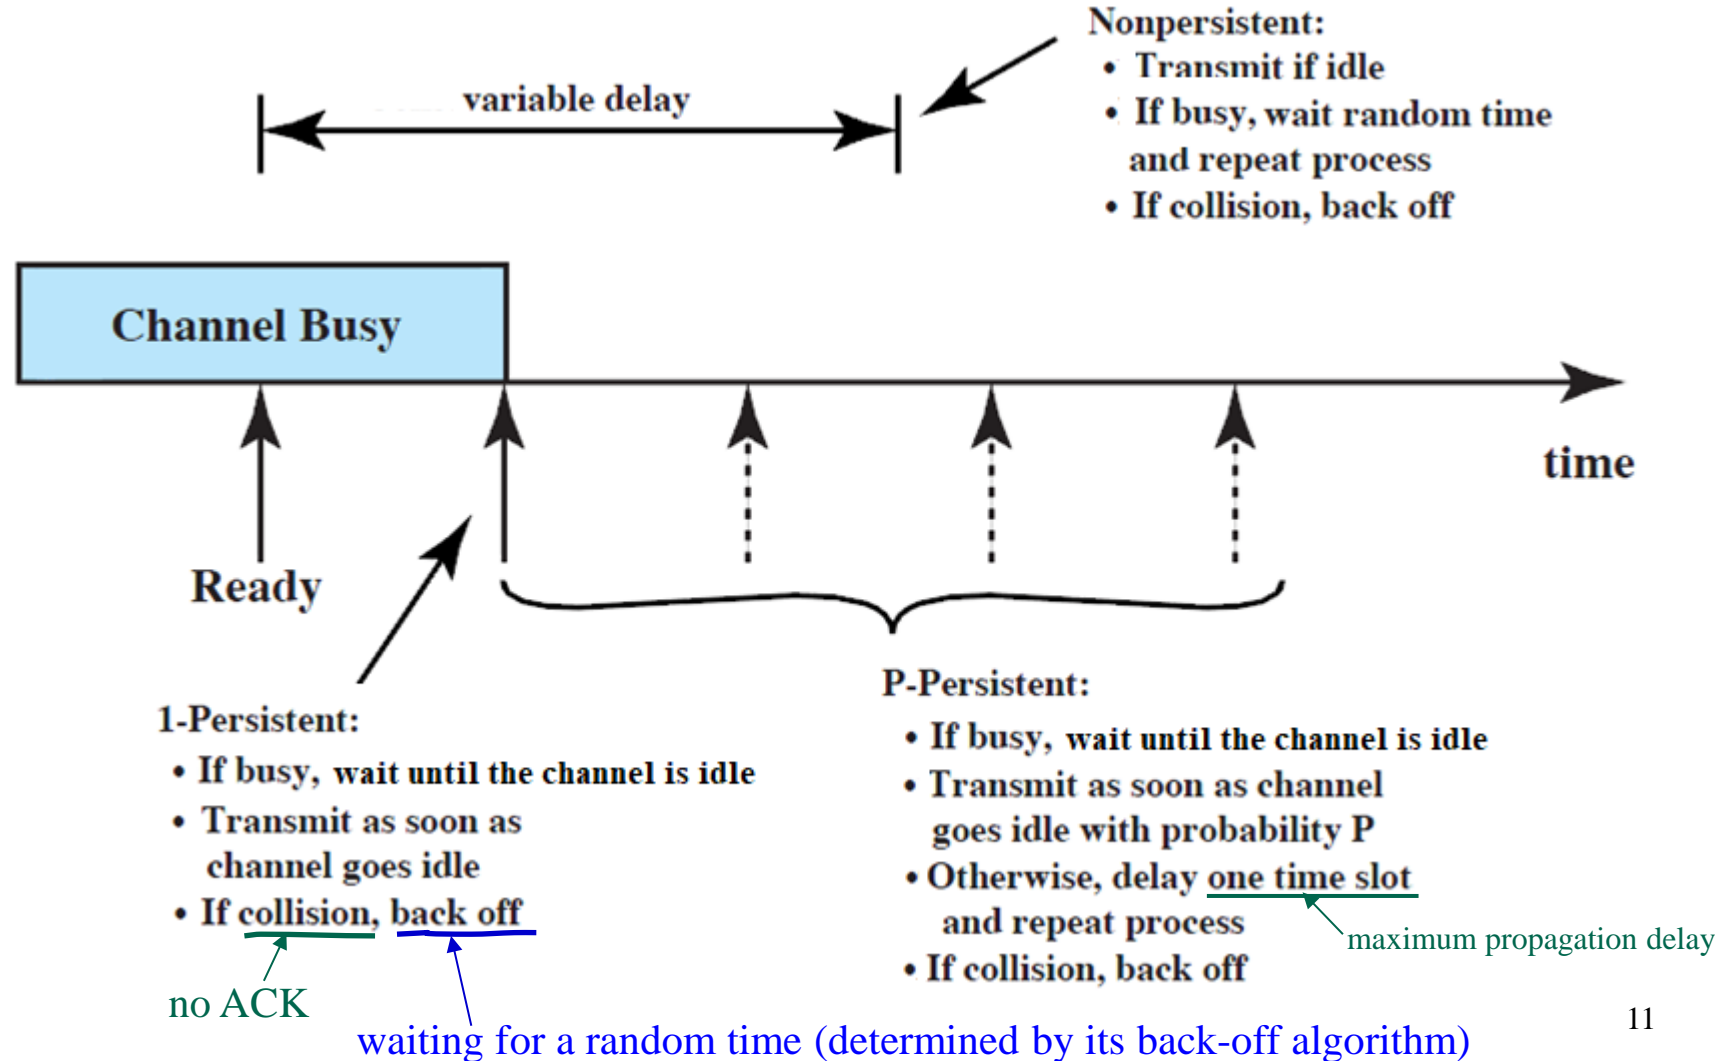 Nonpersistent:
• Transmit if idle
• If busy, wait random time
and repeat process
• If collision, back off
variable delay
Channel Busy
time
Ready
1-Persistent:
• If busy, wait until the channel is idle
• Transmit as soon as
channel goes idle
• If collision, back off
no ACK
waiting for a random time (determined by its back-off algorithm)
P-Persistent:
• If busy, wait until the channel is idle
• Transmit as soon as channel
goes idle with probability P
• Otherwise, delay one time slot
and repeat process
• If collision, back off
maximum propagation delay
11